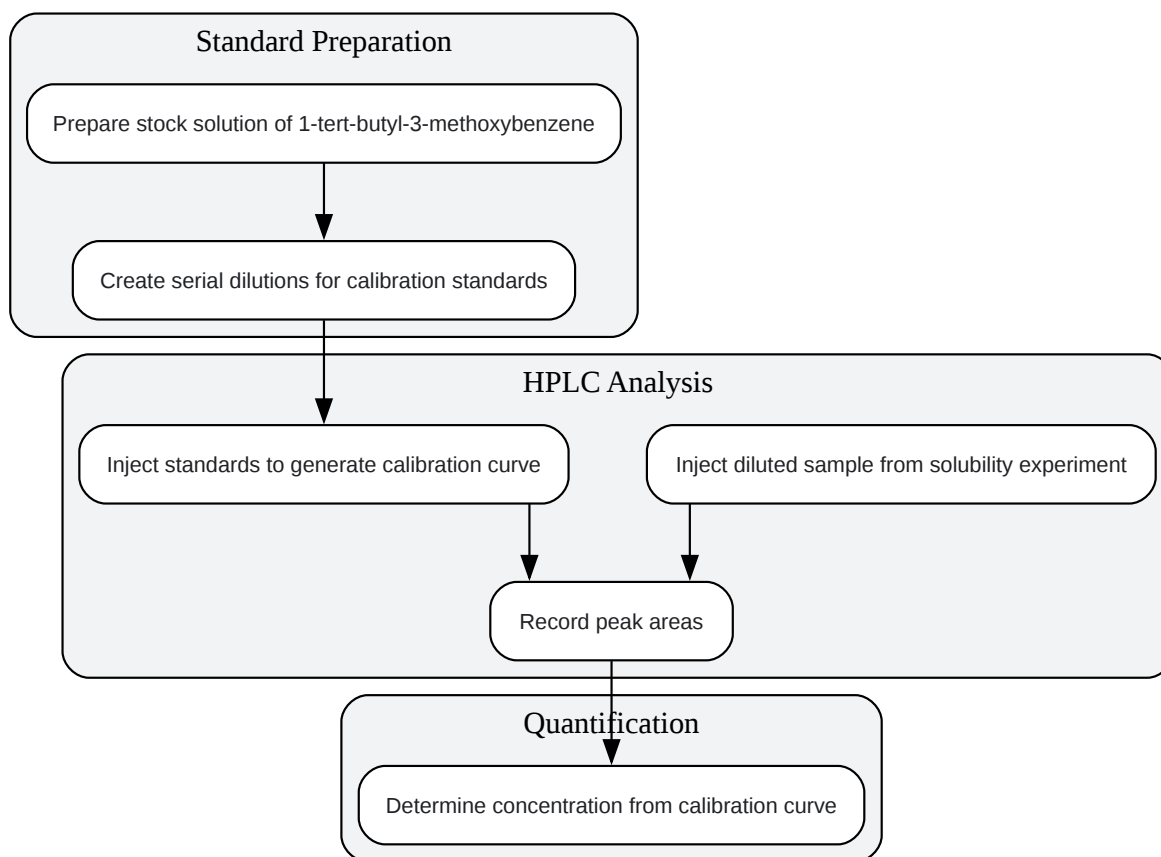 Standard Preparation
Prepare stock solution of 1-tert-butyl-3-methoxybenzene
Create serial dilutions for calibration standards
HPLC Analysis
Inject standards to generate calibration curve
Inject diluted sample from solubility experiment
Record peak areas
Quantification
Determine concentration from calibration curve